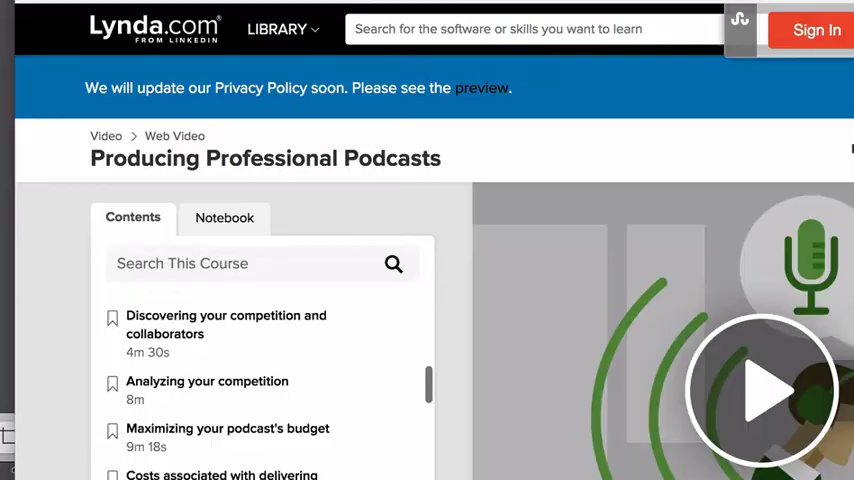 Lynda.com®
FROM LINKEDIN
LIBRARY
Search for the software or skills you want to learn
Sign In
We will update our Privacy Policy soon. Please see the preview.
Video > Web Video
Producing Professional Podcasts
Contents
Notebook
Search This Course
Discovering your competition and
collaborators
4m 30s
Analyzing your competition
8m
Maximizing your podcast's budget
9m 18s
Costs associated with delivering